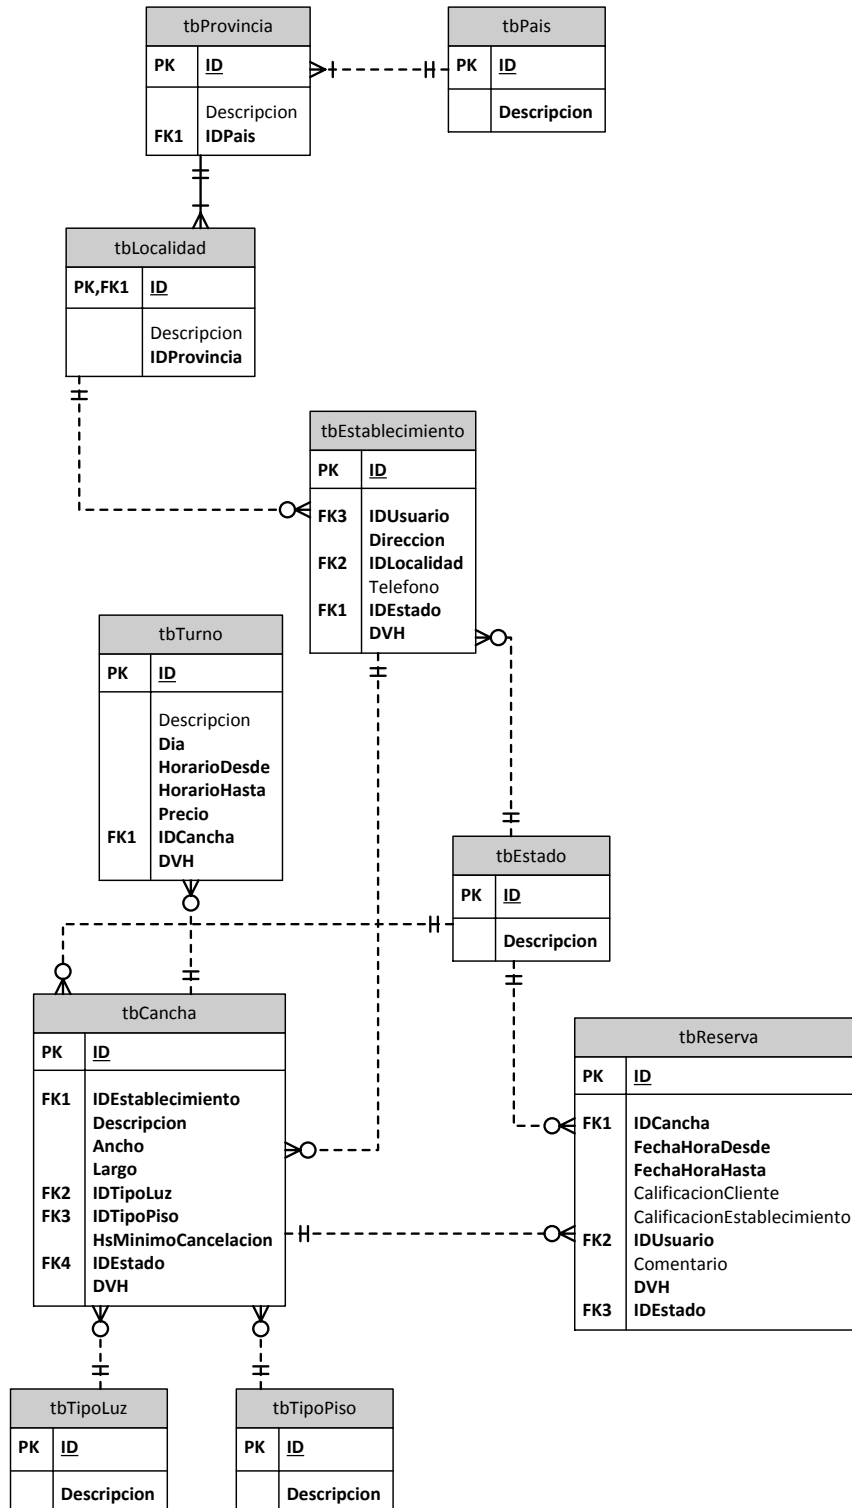 tbProvincia
PK ID
Descripcion
FK1 IDPais
tbPais
PK ID
Descripcion
tbLocalidad
PK,FK1 ID
Descripcion
IDProvincia
tbEstablecimiento
PK ID
FK3 IDUsuario
Direccion
FK2 IDLocalidad
Telefono
FK1 IDEstado
DVH
tbTurno
PK ID
Descripcion
Dia
HorarioDesde
HorarioHasta
Precio
FK1 IDCancha
DVH
tbEstado
PK ID
Descripcion
tbCancha
PK ID
FK1 IDEstablecimiento
Descripcion
Ancho
Largo
FK2 IDTipoLuz
FK3 IDTipoPiso
HsMinimoCancelacion
FK4 IDEstado
DVH
tbReserva
PK ID
FK1 IDCancha
FechaHoraDesde
FechaHoraHasta
CalificacionCliente
CalificacionEstablecimiento
FK2 IDUsuario
Comentario
DVH
FK3 IDEstado
tbTipoLuz
PK ID
Descripcion
tbTipoPiso
PK ID
Descripcion